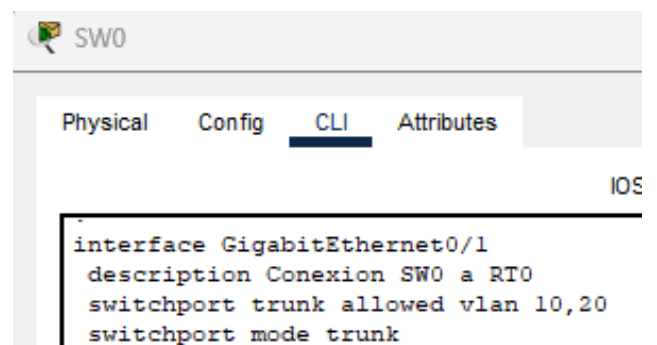 SW0
Physical Config CLI Attributes
IOS
interface GigabitEthernet0/1
description Conexion SW0 a RT0
switchport trunk allowed vlan 10,20
switchport mode trunk